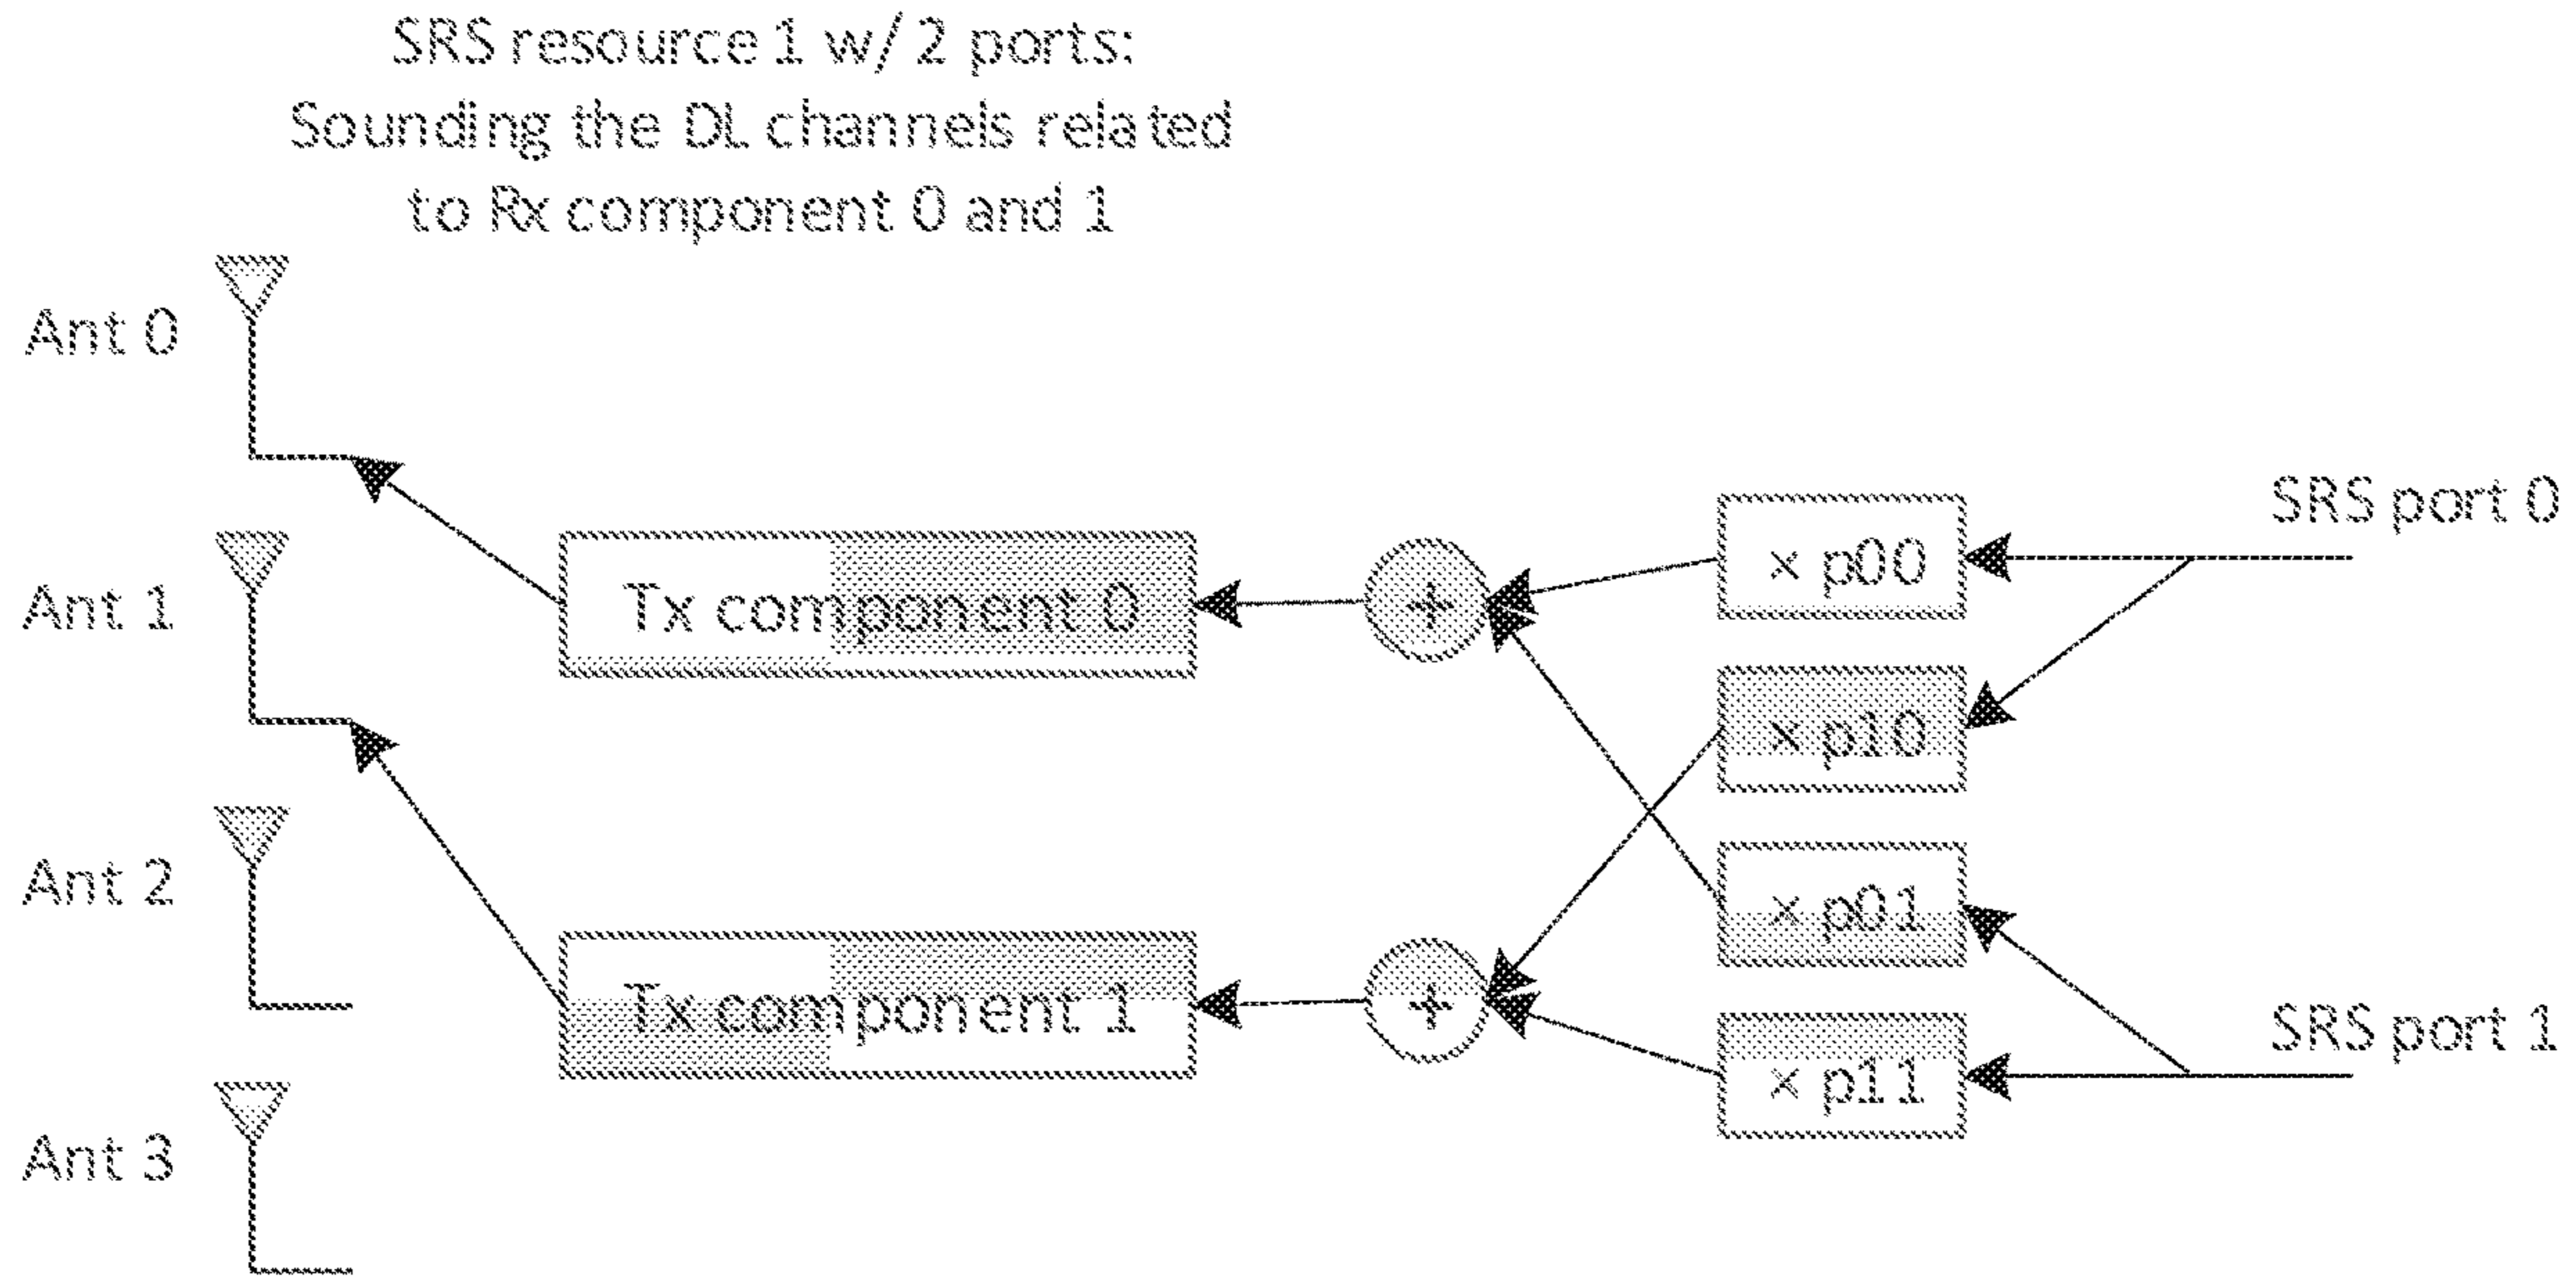 SRS resource 1 w/ 2 ports:
Sounding the DL channels related
to Rx component 0 and 1
Ant 0
SRS port 0
× p00
+
Tx component 0
Ant 1
× p10
Ant 2
× p01
+
Tx component 1
SRS port 1
× p11
Ant 3